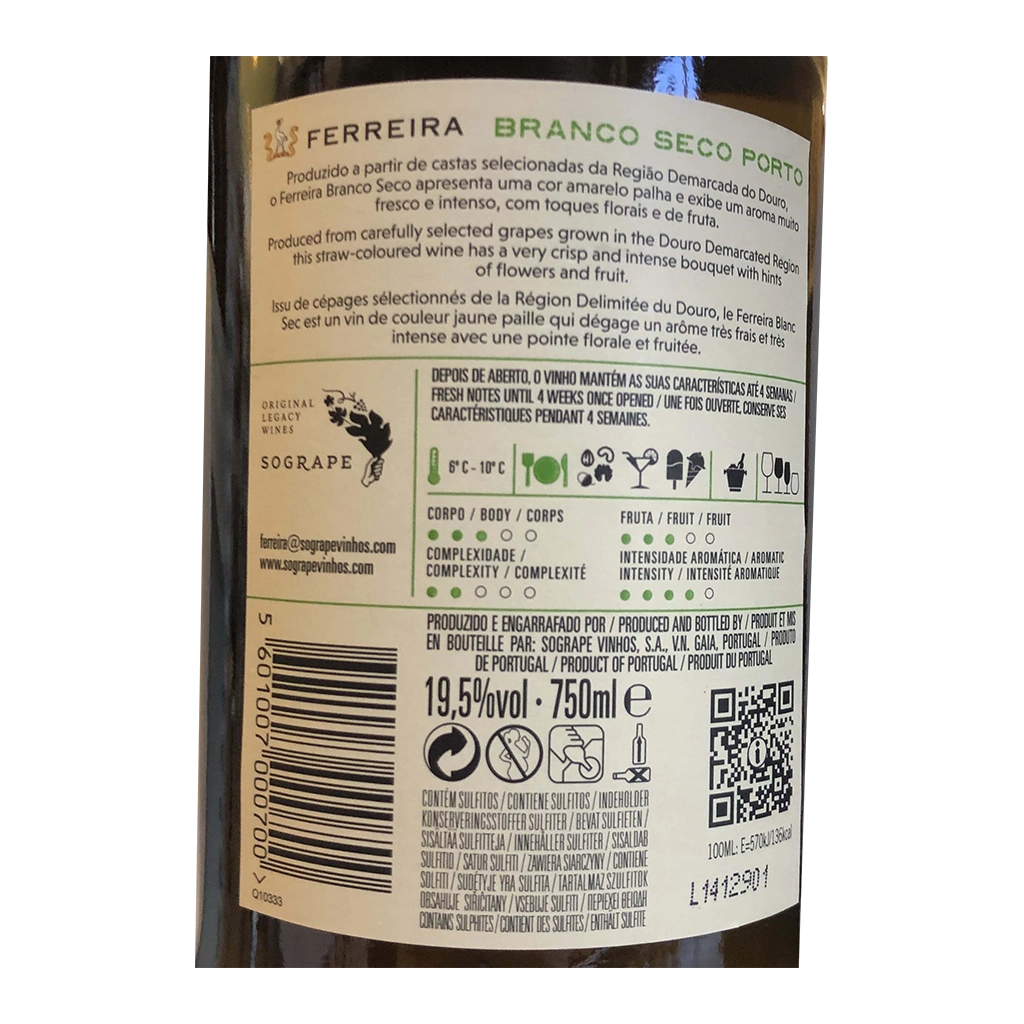 FERREIRA BRANCO SECO PORTO
Produzido a partir de castas selecionadas da Região Demarcada do Douro,
o Ferreira Branco Seco apresenta uma cor amarelo palha e exibe um aroma muito
fresco e intenso, com toques florais e de fruta.
Produced from carefully selected grapes grown in the Douro Demarcated Region
this straw-coloured wine has a very crisp and intense bouquet with hints
of flowers and fruit.
Issu de cépages sélectionnés de la Région Delimitée du Douro, le Ferreira Blanc
Sec est un vin de couleur jaune paille qui dégage un arôme très frais et très
intense avec une pointe florale et fruitée.
ORIGINAL
LEGACY
WINES
SOGRAPE
ferreira@sograpevinhos.com
www.sograpevinhos.com
DEPOIS DE ABERTO, O VINHO MANTÉM AS SUAS CARACTERÍSTICAS ATÉ 4 SEMANAS /
FRESH NOTES UNTIL 4 WEEKS ONCE OPENED / UNE FOIS OUVERTE, CONSERVE SES
CARACTÉRISTIQUES PENDANT 4 SEMAINES.
6° C - 10° C
CORPO / BODY / CORPS
FRUTA / FRUIT / FRUIT
COMPLEXIDADE /
COMPLEXITY / COMPLEXITÉ
INTENSIDADE AROMÁTICA / AROMATIC
INTENSITY / INTENSITÉ AROMATIQUE
PRODUZIDO E ENGARRAFADO POR / PRODUCED AND BOTTLED BY / PRODUIT ET MIS
EN BOUTEILLE PAR: SOGRAPE VINHOS, S.A., V.N. GAIA, PORTUGAL / PRODUTO
DE PORTUGAL / PRODUCT OF PORTUGAL / PRODUIT DU PORTUGAL
19,5%vol · 750ml e
5 601007 000700 >
Q10333
CONTÉM SULFITOS / CONTIENE SULFITOS / INDEHOLDER
KONSERVERINGSSTOFFER SULFITER / BEVAT SULFIETEN /
SISÄLTÄÄ SULFIITTEJA / INNEHÅLLER SULFITER / SISALDAB
SULFITID / SATUR SULFĪTI / ZAWIERA SIARCZYNY / CONTIENE
SOLFITI / SUDĖTYJE YRA SULFITA / TARTALMAZ SZULFITOK
OBSAHUJE SIŘIČITANY / VSEBUJE SULFITI / ΠΕΡΙΕΧΕΙ ΘΕΙΩΔΗ
CONTAINS SULPHITES / CONTIENT DES SULFITES / ENTHÄLT SULFITE
100ML: E=570kJ/136kcal
L1412901